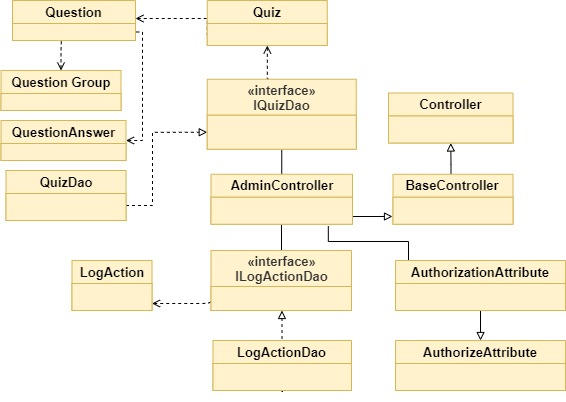 Question
Quiz
Question Group
«interface»
IQuizDao
Controller
QuestionAnswer
QuizDao
AdminController
BaseController
LogAction
«interface»
ILogActionDao
AuthorizationAttribute
LogActionDao
AuthorizeAttribute